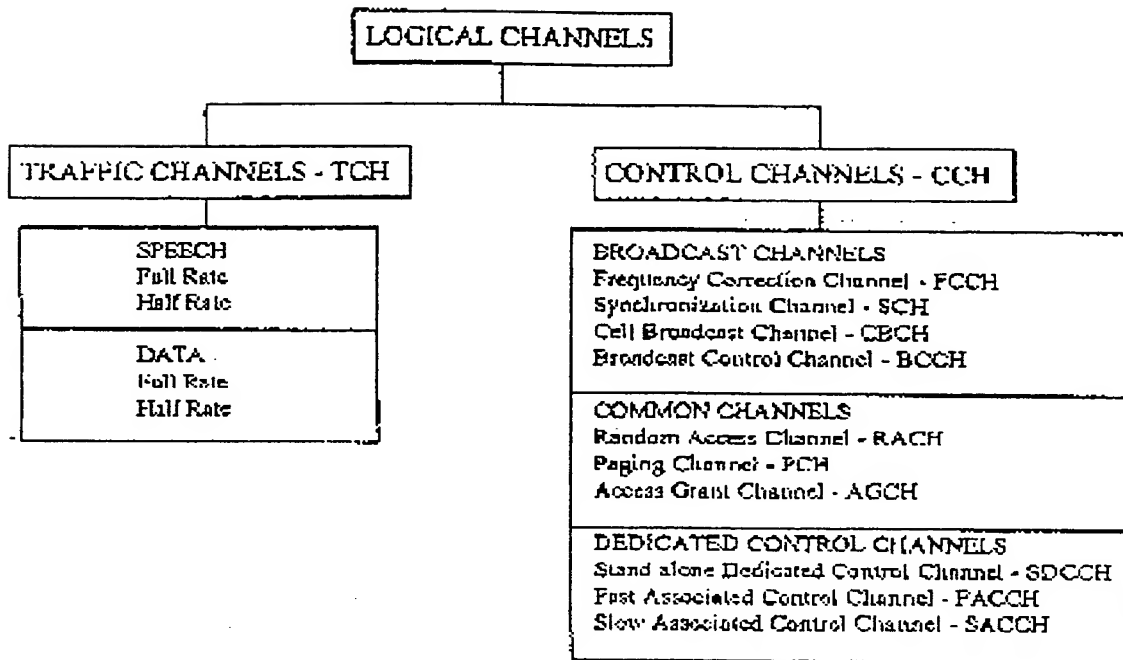 LOGICAL CHANNELS
TRAFFIC CHANNELS - TCH
SPEECH
Full Rate
Half Rate
DATA
Full Rate
Half Rate
CONTROL CHANNELS - CCH
BROADCAST CHANNELS
Frequency Correction Channel - FCCH
Synchronization Channel - SCH
Cell Broadcast Channel - CBCH
Broadcast Control Channel - BCCH
COMMON CHANNELS
Random Access Channel - RACH
Paging Channel - PCH
Access Grant Channel - AGCH
DEDICATED CONTROL CHANNELS
Stand alone Dedicated Control Channel - SDCCH
Fast Associated Control Channel - FACCH
Slow Associated Control Channel - SACCH